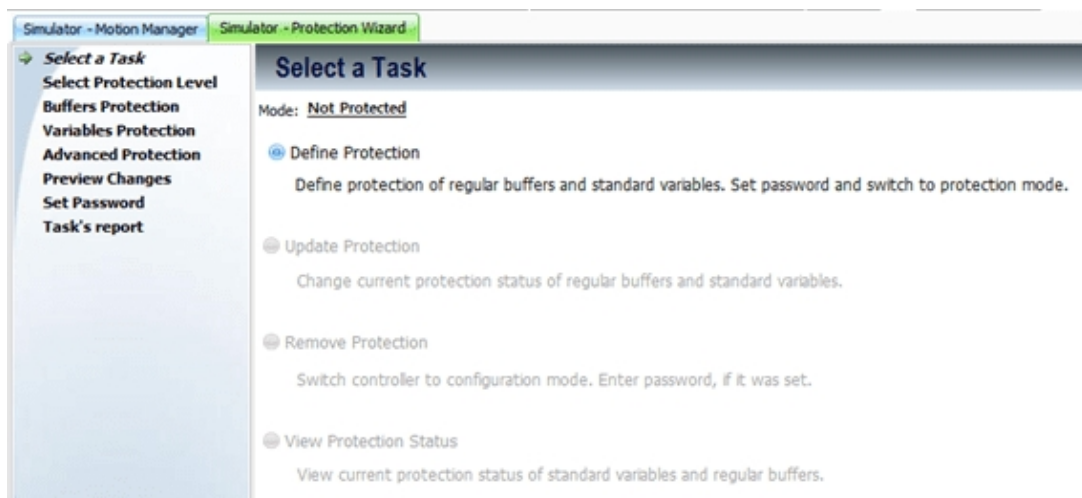 Simulator - Motion Manager
Simulator - Protection Wizard
Select a Task
Select Protection Level
Buffers Protection
Variables Protection
Advanced Protection
Preview Changes
Set Password
Task's report
Select a Task
Mode: Not Protected
Define Protection
Define protection of regular buffers and standard variables. Set password and switch to protection mode.
Update Protection
Change current protection status of regular buffers and standard variables.
Remove Protection
Switch controller to configuration mode. Enter password, if it was set.
View Protection Status
View current protection status of standard variables and regular buffers.